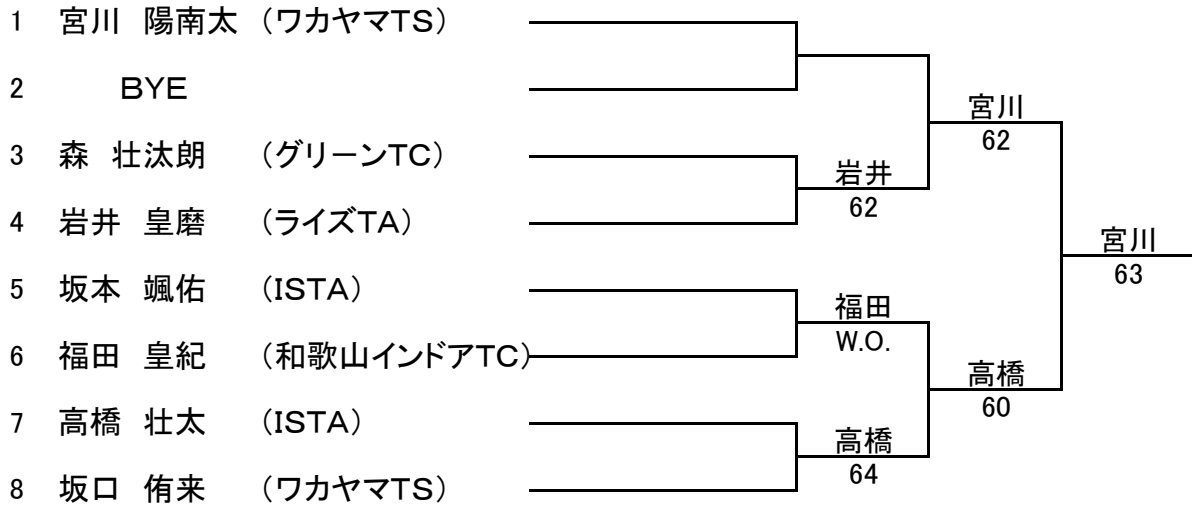 1 宮川 陽南太 (ワカヤマTS)
2 BYE
宮川
62
3 森 壮汰朗 (グリーンTC)
岩井
62
4 岩井 皇磨 (ライズTA)
宮川
63
5 坂本 颯佑 (ISTA)
福田
W.O.
6 福田 皇紀 (和歌山インドアTC)
高橋
60
7 高橋 壮太 (ISTA)
高橋
64
8 坂口 侑来 (ワカヤマTS)